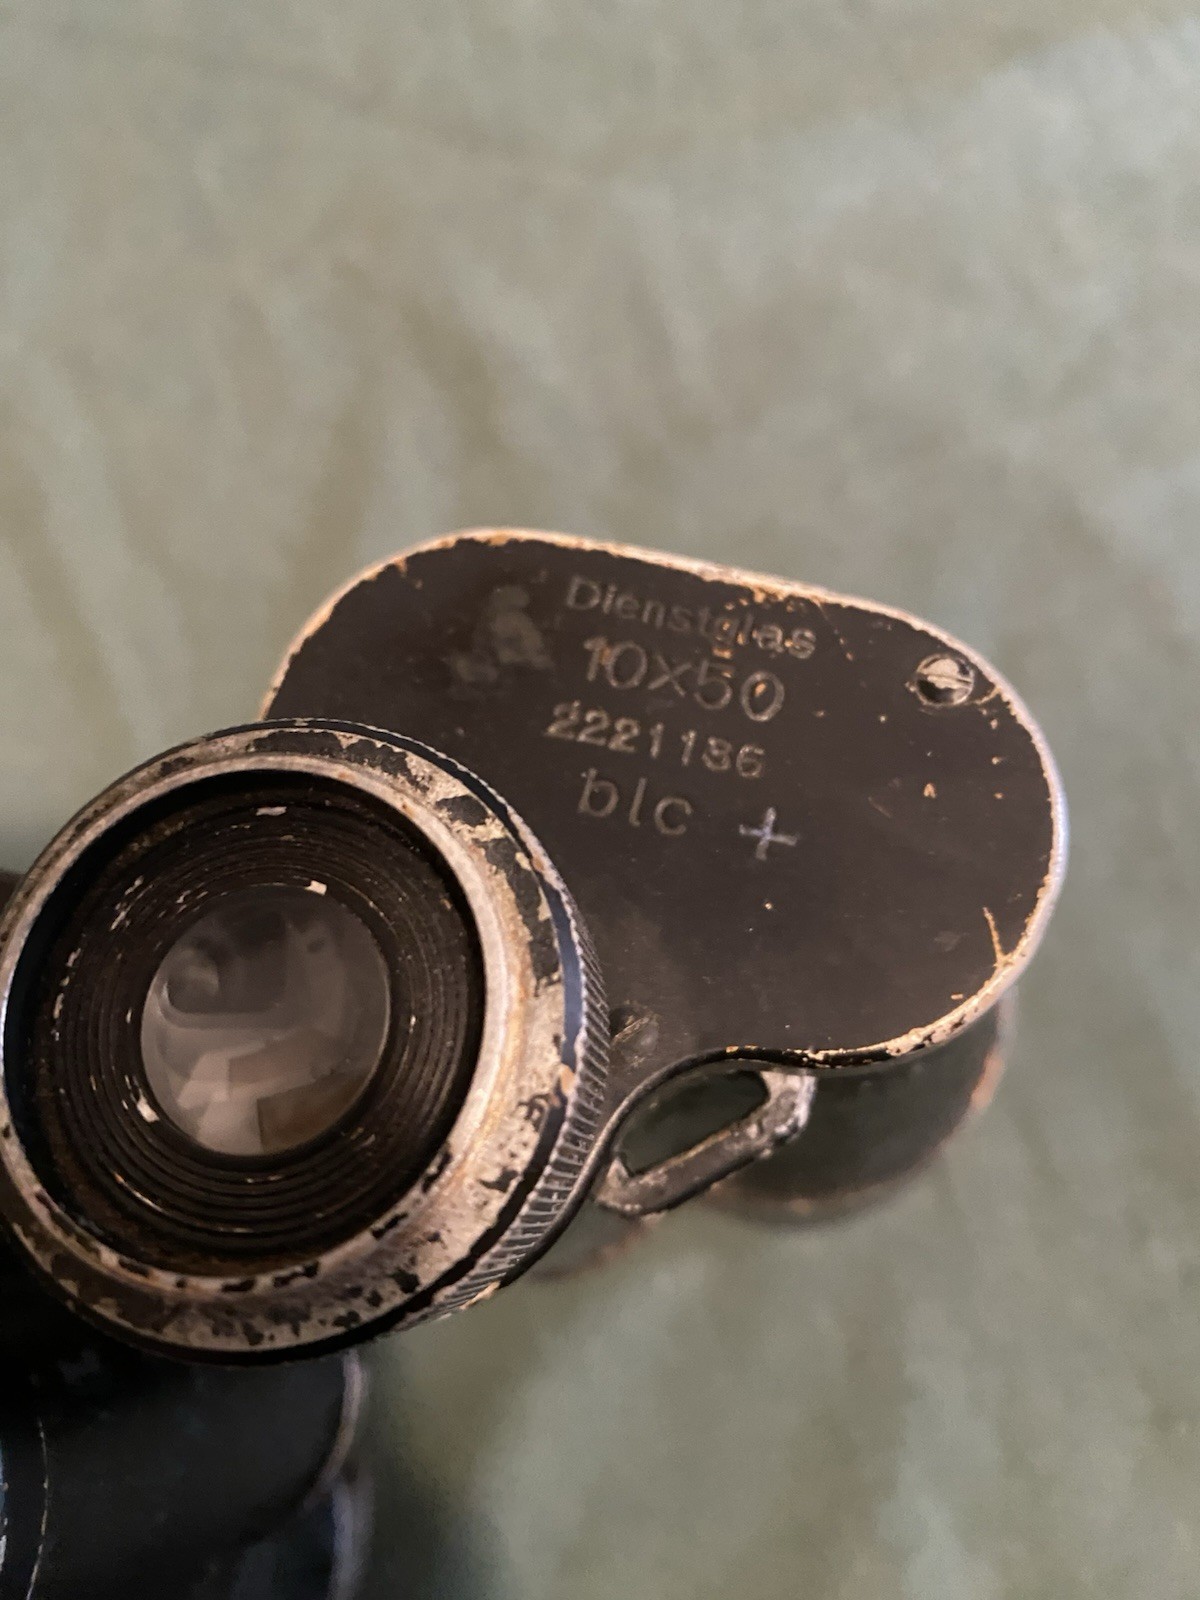 Dienstglas
10x50
2221136
blc +